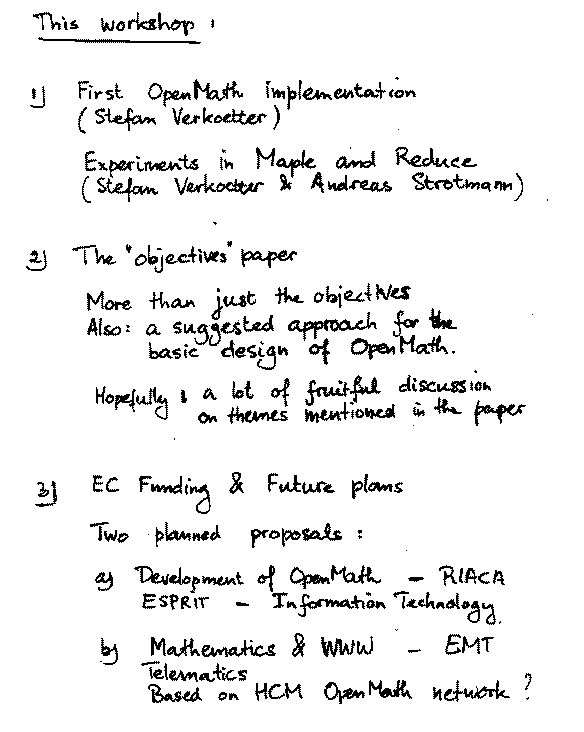 This workshop :
1) First OpenMath implementation
(Stefan Verkoetter)
Experiments in Maple and Reduce
(Stefan Verkoetter & Andreas Strotmann)
2) The "objectives" paper
More than just the objectives
Also: a suggested approach for the
basic design of OpenMath.
Hopefully : a lot of fruitful discussion
on themes mentioned in the paper
3) EC Funding & Future plans
Two planned proposals :
a) Development of OpenMath - RIACA
ESPRIT - Information Technology.
b) Mathematics & WWW - EMT
Telematics
Based on HCM OpenMath network ?